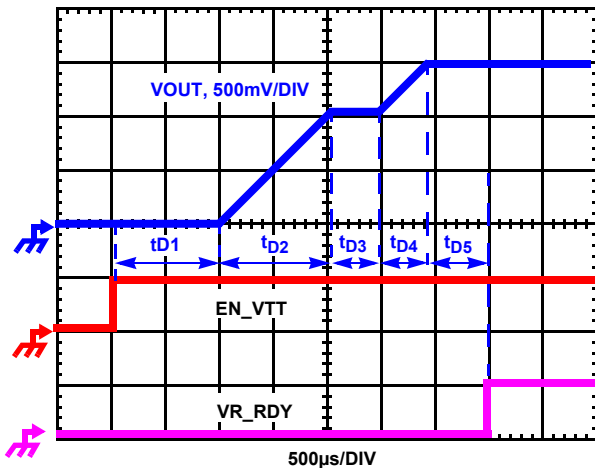 VOUT, 500mV/DIV
tD1
tD2
tD3
tD4
tD5
EN_VTT
VR_RDY
500µs/DIV